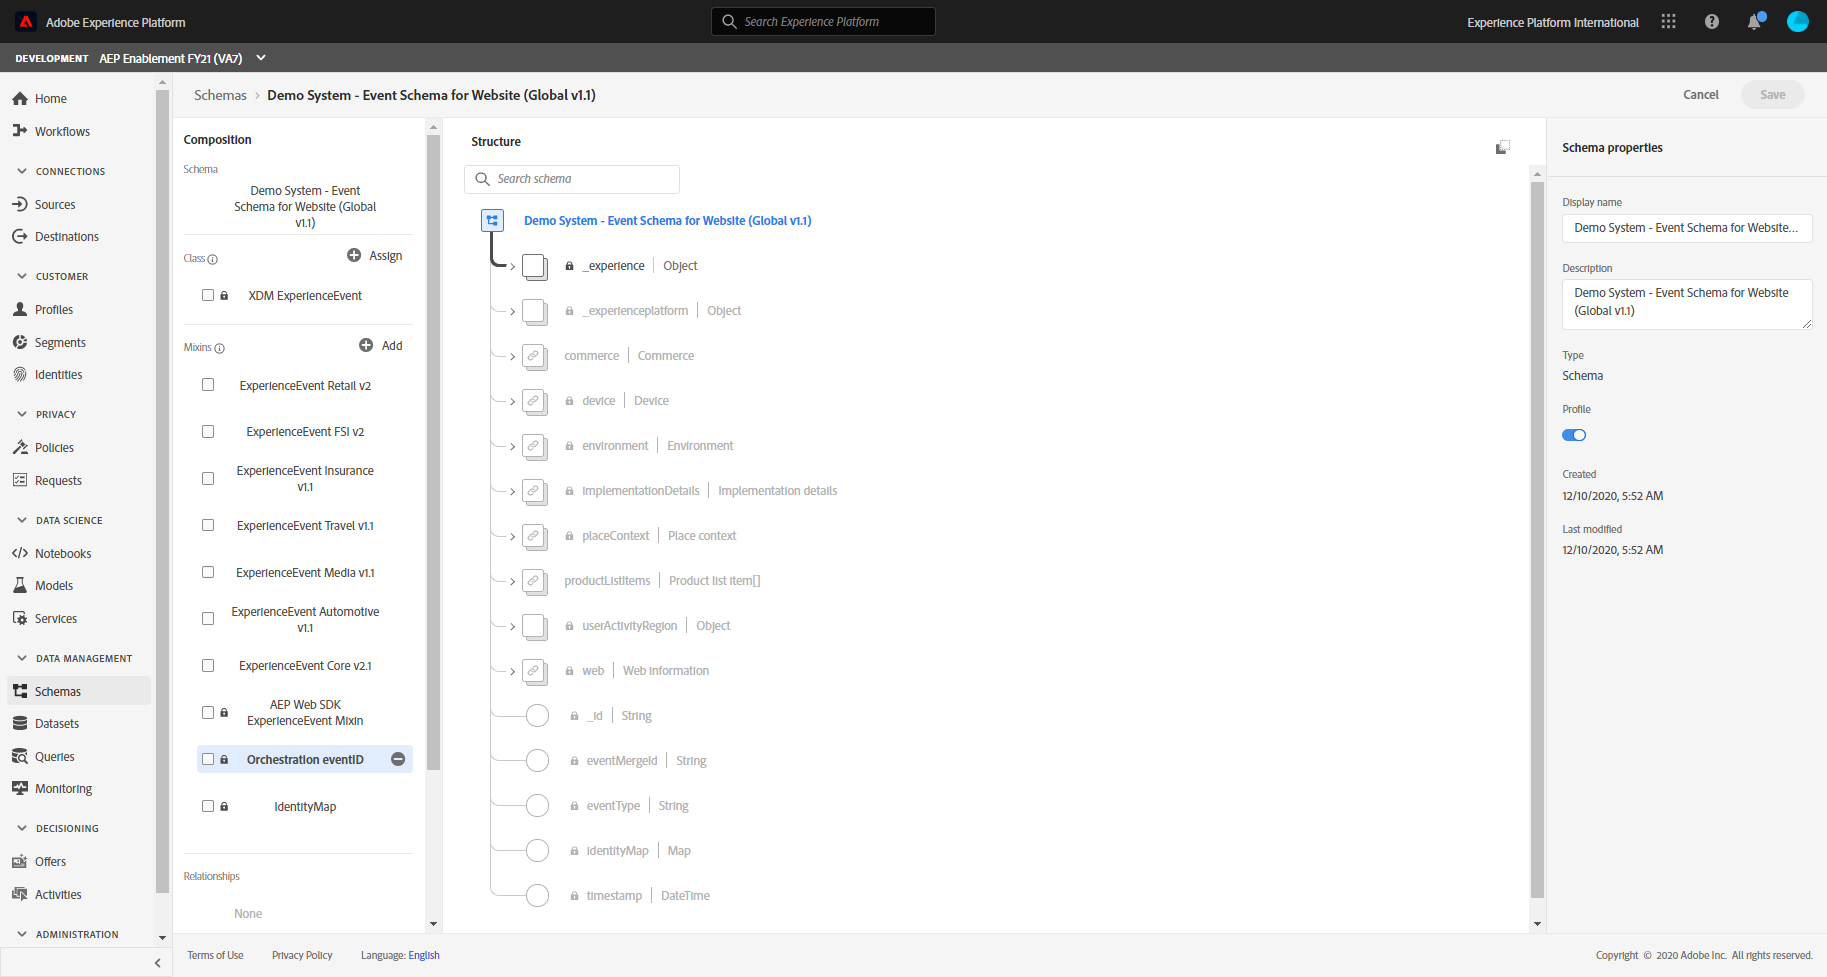 Adobe Experience Platform
Search Experience Platform
Experience Platform International
DEVELOPMENT AEP Enablement FY21 (VA7)
Home
Workflows
CONNECTIONS
Sources
Destinations
CUSTOMER
Profiles
Segments
Identities
PRIVACY
Policies
Requests
DATA SCIENCE
Notebooks
Models
Services
DATA MANAGEMENT
Schemas
Datasets
Queries
Monitoring
DECISIONING
Offers
Activities
ADMINISTRATION
Schemas > Demo System - Event Schema for Website (Global v1.1)
Cancel
Save
Composition
Schema
Demo System - Event
Schema for Website (Global
v1.1)
Class
Assign
XDM ExperienceEvent
Mixins
Add
ExperienceEvent Retail v2
ExperienceEvent FSI v2
ExperienceEvent Insurance
v1.1
ExperienceEvent Travel v1.1
ExperienceEvent Media v1.1
ExperienceEvent Automotive
v1.1
ExperienceEvent Core v2.1
AEP Web SDK
ExperienceEvent Mixin
Orchestration eventID
IdentityMap
Relationships
None
Structure
Search schema
Demo System - Event Schema for Website (Global v1.1)
_experience | Object
_experienceplatform | Object
commerce | Commerce
device | Device
environment | Environment
implementationDetails | Implementation details
placeContext | Place context
productListItems | Product list item[]
userActivityRegion | Object
web | Web information
_id | String
eventMergeId | String
eventType | String
identityMap | Map
timestamp | DateTime
Schema properties
Display name
Demo System - Event Schema for Website...
Description
Demo System - Event Schema for Website
(Global v1.1)
Type
Schema
Profile
Created
12/10/2020, 5:52 AM
Last modified
12/10/2020, 5:52 AM
Terms of Use
Privacy Policy
Language: English
Copyright © 2020 Adobe Inc. All rights reserved.